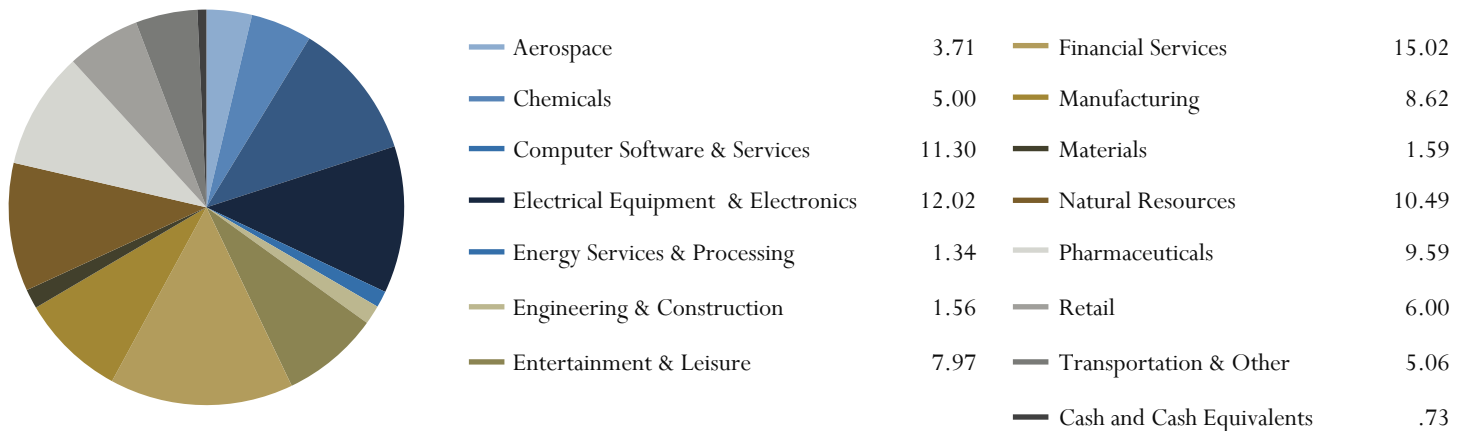 Aerospace 3.71
Chemicals 5.00
Computer Software & Services 11.30
Electrical Equipment & Electronics 12.02
Energy Services & Processing 1.34
Engineering & Construction 1.56
Entertainment & Leisure 7.97
Financial Services 15.02
Manufacturing 8.62
Materials 1.59
Natural Resources 10.49
Pharmaceuticals 9.59
Retail 6.00
Transportation & Other 5.06
Cash and Cash Equivalents .73